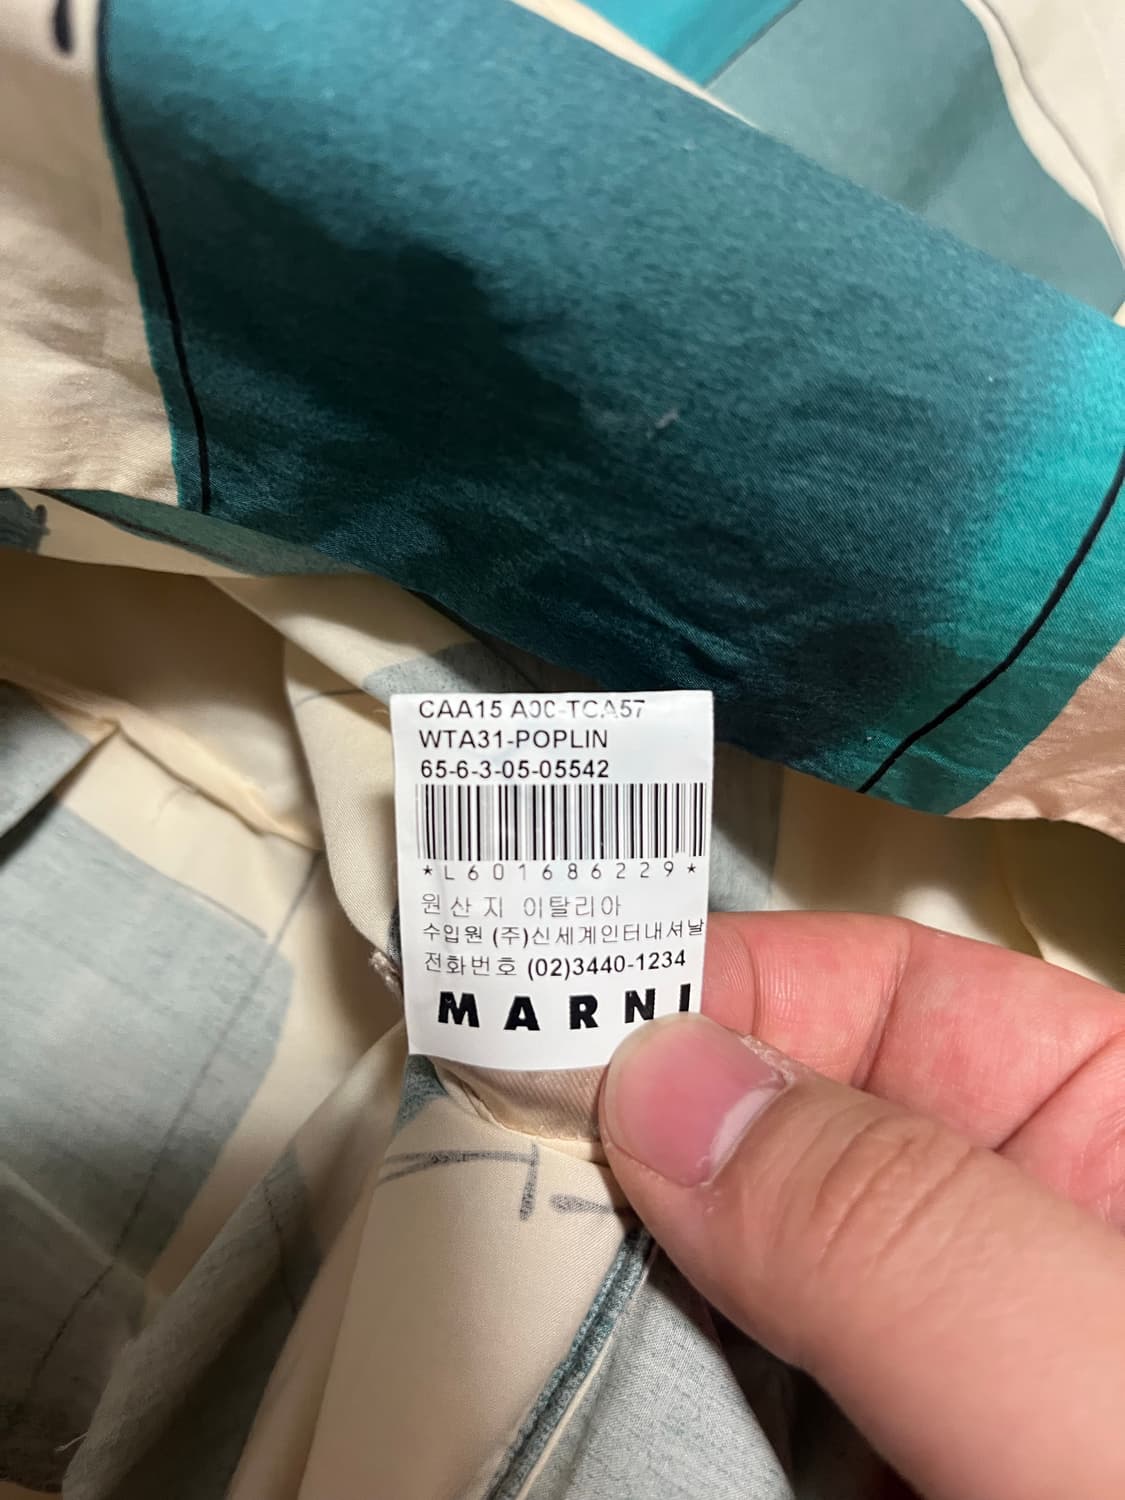 CAA15 A00-TCA57
WTA31-POPLIN
65-6-3-05-05542
*L601686229*
원산지 이탈리아
수입원 (주)신세계인터내셔날
전화번호 (02)3440-1234
MARNI